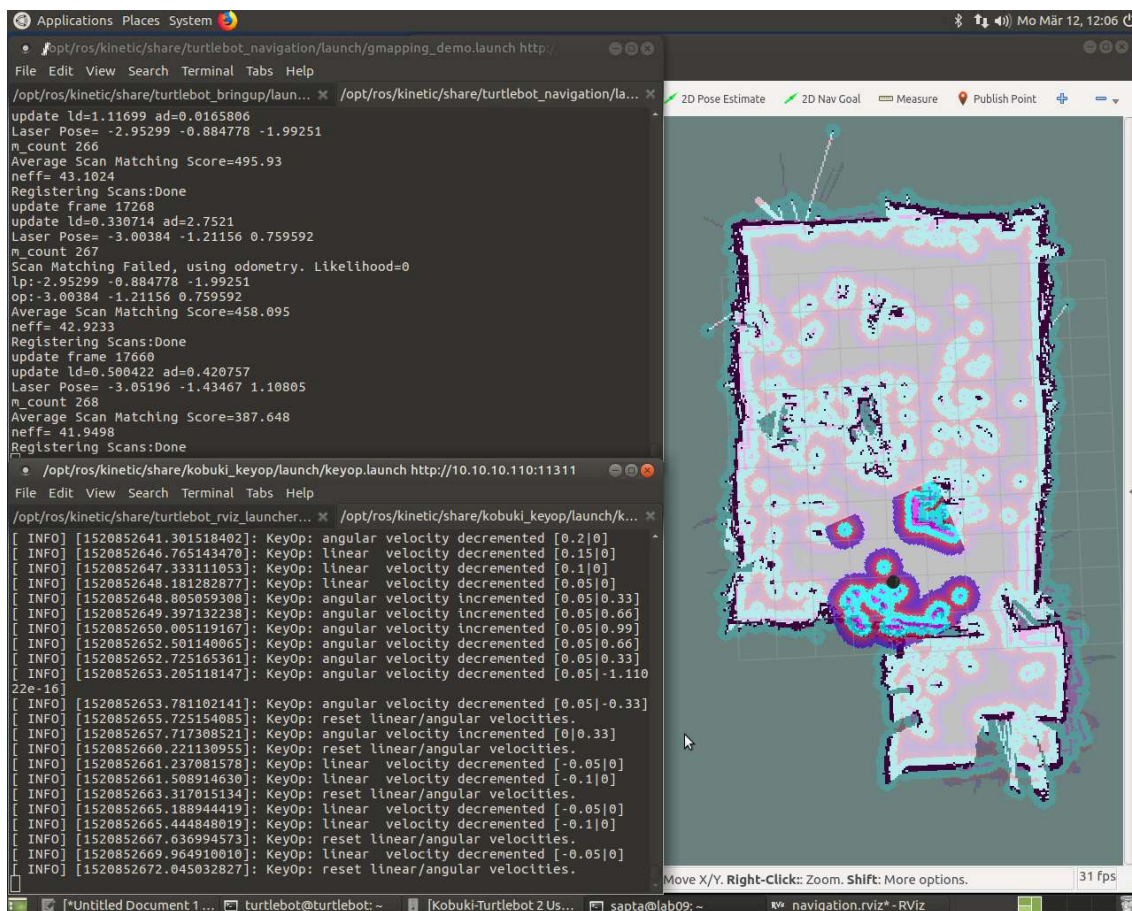 Applications Places System
Mo Mär 12, 12:06
/opt/ros/kinetic/share/turtlebot_navigation/launch/gmapping_demo.launch http:/
File Edit View Search Terminal Tabs Help
/opt/ros/kinetic/share/turtlebot_bringup/laun... × /opt/ros/kinetic/share/turtlebot_navigation/la... ×
update ld=1.11699 ad=0.0165806
Laser Pose= -2.95299 -0.884778 -1.99251
m_count 266
Average Scan Matching Score=495.93
neff= 43.1024
Registering Scans:Done
update frame 17268
update ld=0.330714 ad=2.7521
Laser Pose= -3.00384 -1.21156 0.759592
m_count 267
Scan Matching Failed, using odometry. Likelihood=0
lp:-2.95299 -0.884778 -1.99251
op:-3.00384 -1.21156 0.759592
Average Scan Matching Score=458.095
neff= 42.9233
Registering Scans:Done
update frame 17660
update ld=0.500422 ad=0.420757
Laser Pose= -3.05196 -1.43467 1.10805
m_count 268
Average Scan Matching Score=387.648
neff= 41.9498
Registering Scans:Done
2D Pose Estimate 2D Nav Goal Measure Publish Point
/opt/ros/kinetic/share/kobuki_keyop/launch/keyop.launch http://10.10.10.110:11311
File Edit View Search Terminal Tabs Help
/opt/ros/kinetic/share/turtlebot_rviz_launcher... × /opt/ros/kinetic/share/kobuki_keyop/launch/k... ×
[ INFO] [1520852641.301518402]: KeyOp: angular velocity decremented [0.2|0]
[ INFO] [1520852646.765143470]: KeyOp: linear  velocity decremented [0.15|0]
[ INFO] [1520852647.353111053]: KeyOp: linear  velocity decremented [0.1|0]
[ INFO] [1520852648.181282877]: KeyOp: linear  velocity decremented [0.05|0]
[ INFO] [1520852648.805059308]: KeyOp: angular velocity incremented [0.05|0.33]
[ INFO] [1520852649.397132238]: KeyOp: angular velocity incremented [0.05|0.66]
[ INFO] [1520852650.005119167]: KeyOp: angular velocity incremented [0.05|0.99]
[ INFO] [1520852652.301140065]: KeyOp: angular velocity decremented [0.05|0.66]
[ INFO] [1520852652.725165361]: KeyOp: angular velocity decremented [0.05|0.33]
[ INFO] [1520852653.205118147]: KeyOp: angular velocity decremented [0.05|-1.110
22e-16]
[ INFO] [1520852653.781102141]: KeyOp: angular velocity decremented [0.05|-0.33]
[ INFO] [1520852655.725154085]: KeyOp: reset linear/angular velocities.
[ INFO] [1520852657.717308521]: KeyOp: angular velocity incremented [0|0.33]
[ INFO] [1520852660.221130955]: KeyOp: reset linear/angular velocities.
[ INFO] [1520852661.237081578]: KeyOp: linear  velocity decremented [-0.05|0]
[ INFO] [1520852661.508914630]: KeyOp: linear  velocity decremented [-0.1|0]
[ INFO] [1520852663.317015134]: KeyOp: reset linear/angular velocities.
[ INFO] [1520852665.188944419]: KeyOp: linear  velocity decremented [-0.05|0]
[ INFO] [1520852665.444848019]: KeyOp: linear  velocity decremented [-0.1|0]
[ INFO] [1520852667.636994573]: KeyOp: reset linear/angular velocities.
[ INFO] [1520852669.964910010]: KeyOp: linear  velocity decremented [-0.05|0]
[ INFO] [1520852672.045032827]: KeyOp: reset linear/angular velocities.
Move X/Y. Right-Click:: Zoom. Shift: More options. 31 fps
[*Untitled Document 1 ... turtlebot@turtlebot: ~ [Kobuki-Turtlebot 2 Us... sapta@lab09: ~ navigation.rviz* - RViz